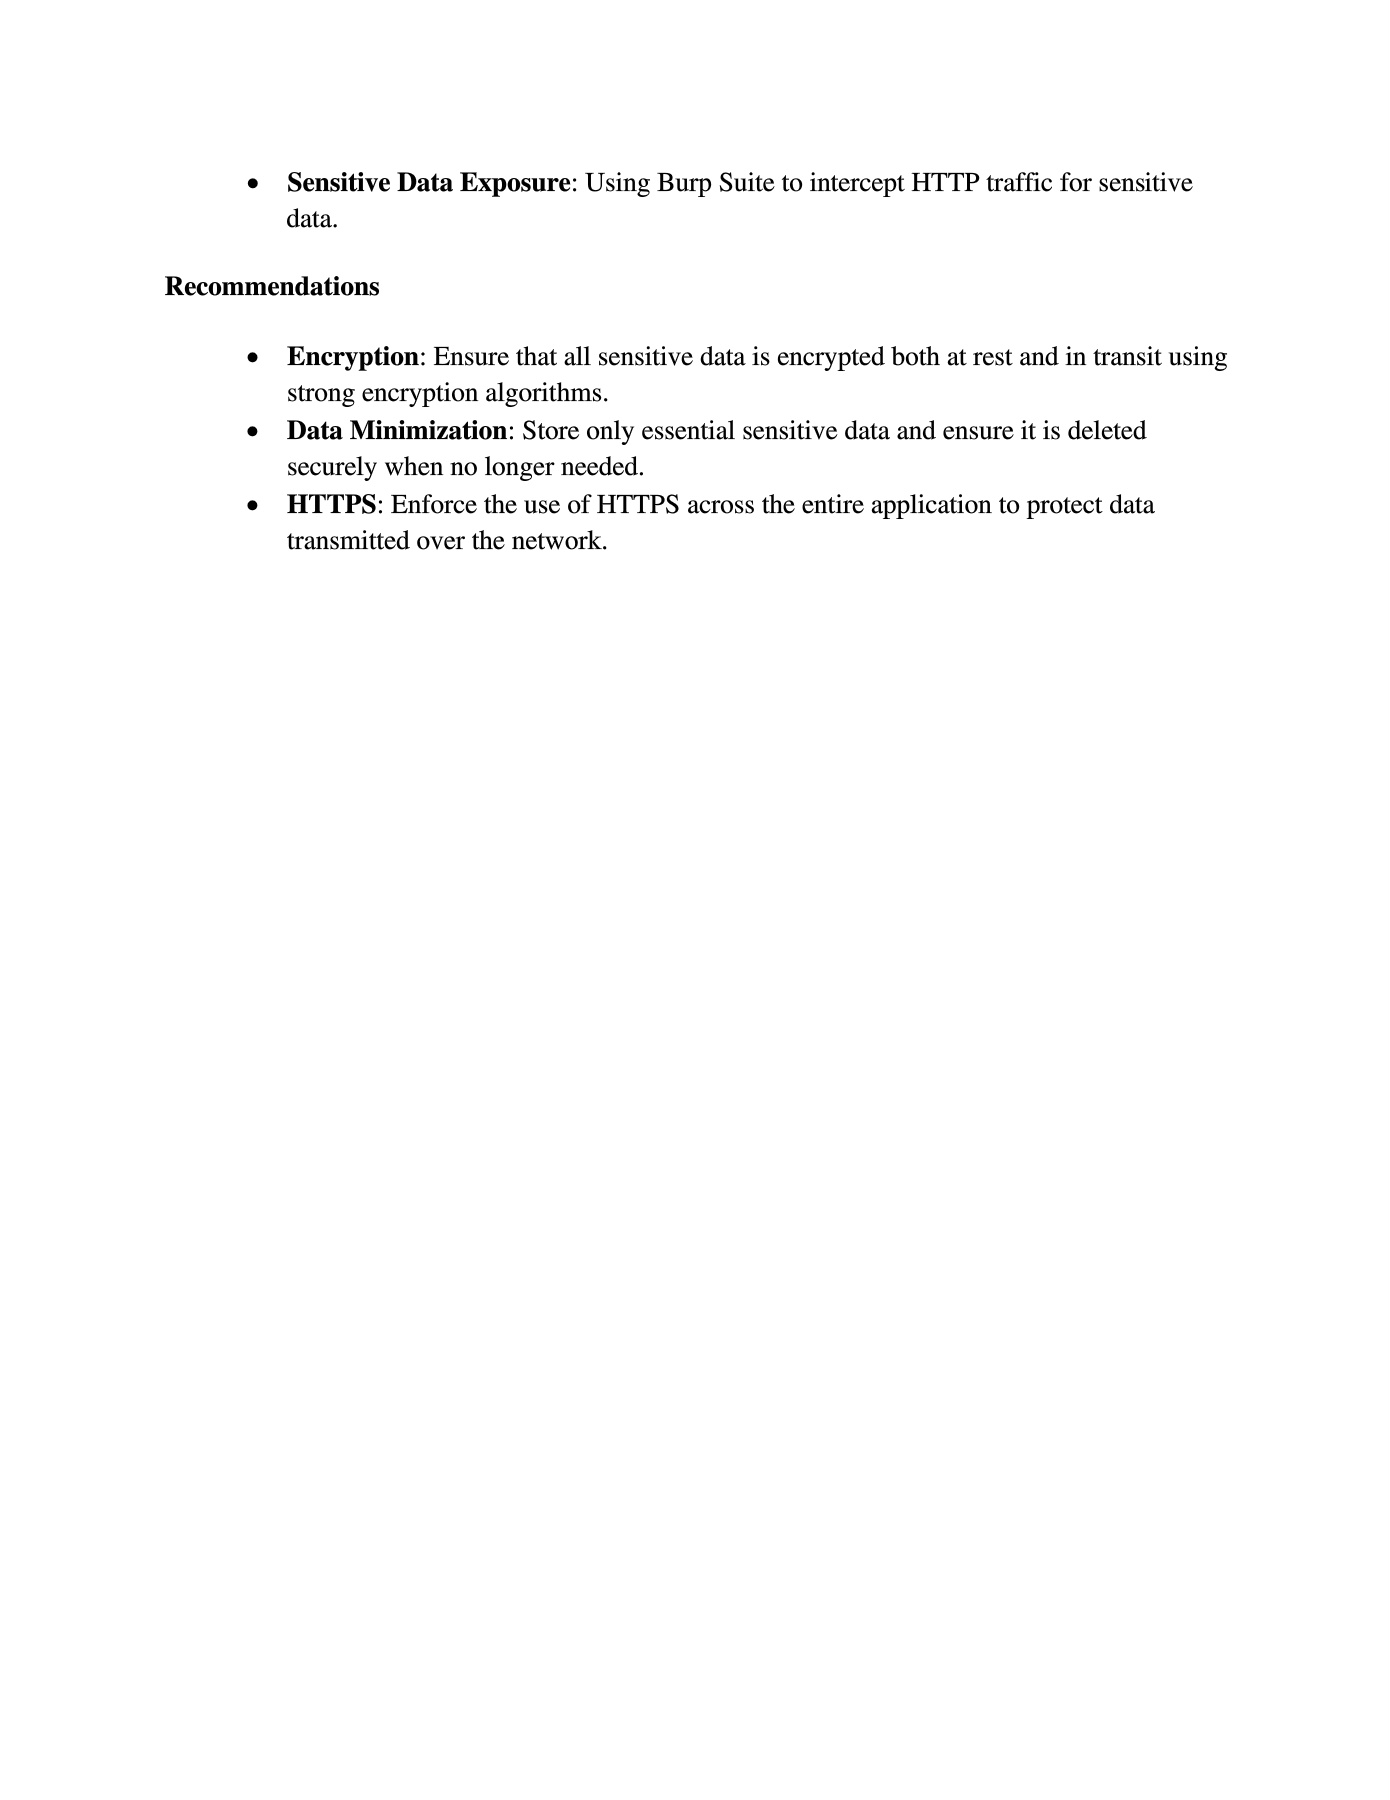 • Sensitive Data Exposure: Using Burp Suite to intercept HTTP traffic for sensitive
data.
Recommendations
• Encryption: Ensure that all sensitive data is encrypted both at rest and in transit using
strong encryption algorithms.
• Data Minimization: Store only essential sensitive data and ensure it is deleted
securely when no longer needed.
• HTTPS: Enforce the use of HTTPS across the entire application to protect data
transmitted over the network.